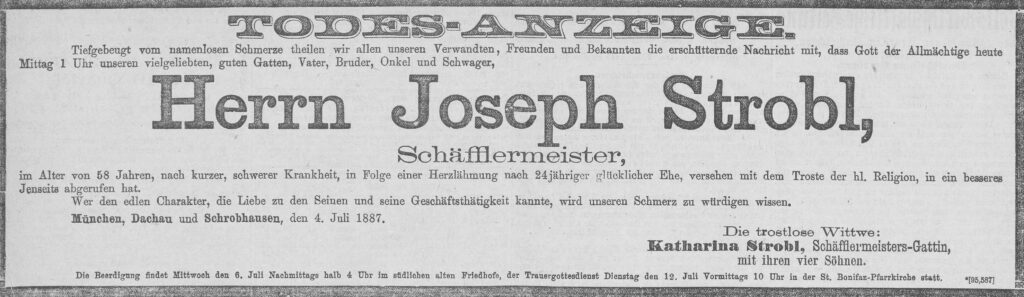 TODES-ANZEIGE.
Tiefgebeugt vom namenlosen Schmerze theilen wir allen unseren Verwandten, Freunden und Bekannten die erschütternde Nachricht mit, dass Gott der Allmächtige heute
Mittag 1 Uhr unseren vielgeliebten, guten Gatten, Vater, Bruder, Onkel und Schwager,
Herrn Joseph Strobl,
Schäfflermeister,
im Alter von 58 Jahren, nach kurzer, schwerer Krankheit, in Folge einer Herzlähmung nach 24jähriger glücklicher Ehe, versehen mit dem Troste der hl. Religion, in ein besseres
Jenseits abgerufen hat.
Wer den edlen Charakter, die Liebe zu den Seinen und seine Geschäftsthätigkeit kannte, wird unseren Schmerz zu würdigen wissen.
München, Dachau und Schrobhausen, den 4. Juli 1887.
Die trostlose Wittwe:
Katharina Strobl, Schäfflermeisters-Gattin,
mit ihren vier Söhnen.
Die Beerdigung findet Mittwoch den 6. Juli Nachmittags halb 4 Uhr im südlichen alten Friedhofe, der Trauergottesdienst Dienstag den 12. Juli Vormittags 10 Uhr in der St. Bonifaz-Pfarrkirche statt. *[95,587]